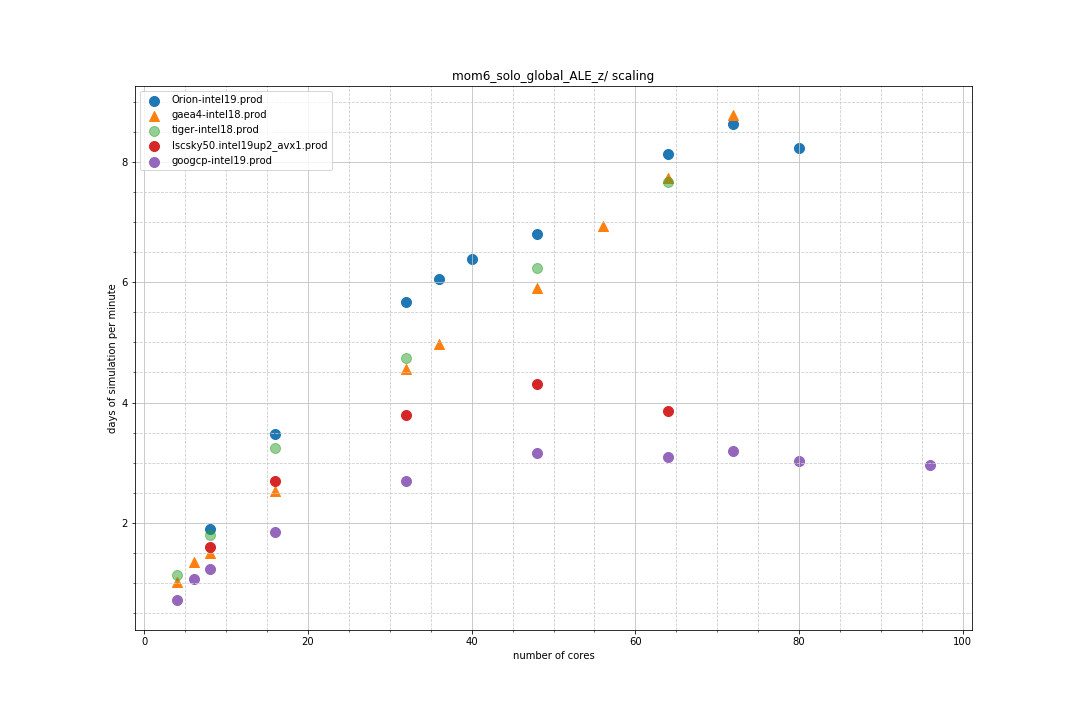 mom6_solo_global_ALE_z/ scaling
Orion-intel19.prod
gaea4-intel18.prod
tiger-intel18.prod
lscsky50.intel19up2_avx1.prod
googcp-intel19.prod
days of simulation per minute
8
6
4
2
0 20 40 60 80 100
number of cores